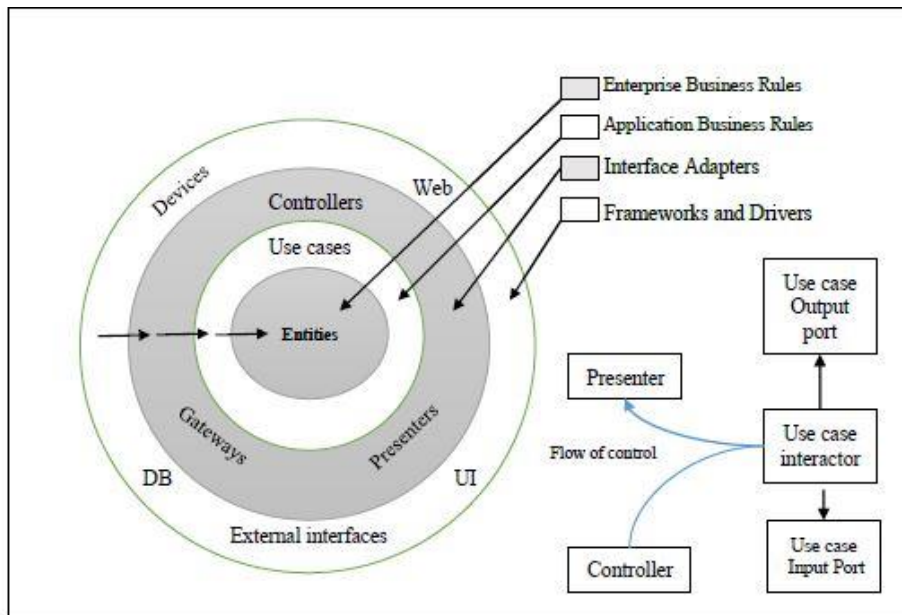 Enterprise Business Rules
Application Business Rules
Interface Adapters
Frameworks and Drivers
Devices
Web
Controllers
Use cases
Entities
Gateways
Presenters
DB
UI
External interfaces
Use case
Output
port
Presenter
Use case
interactor
Flow of control
Controller
Use case
Input Port